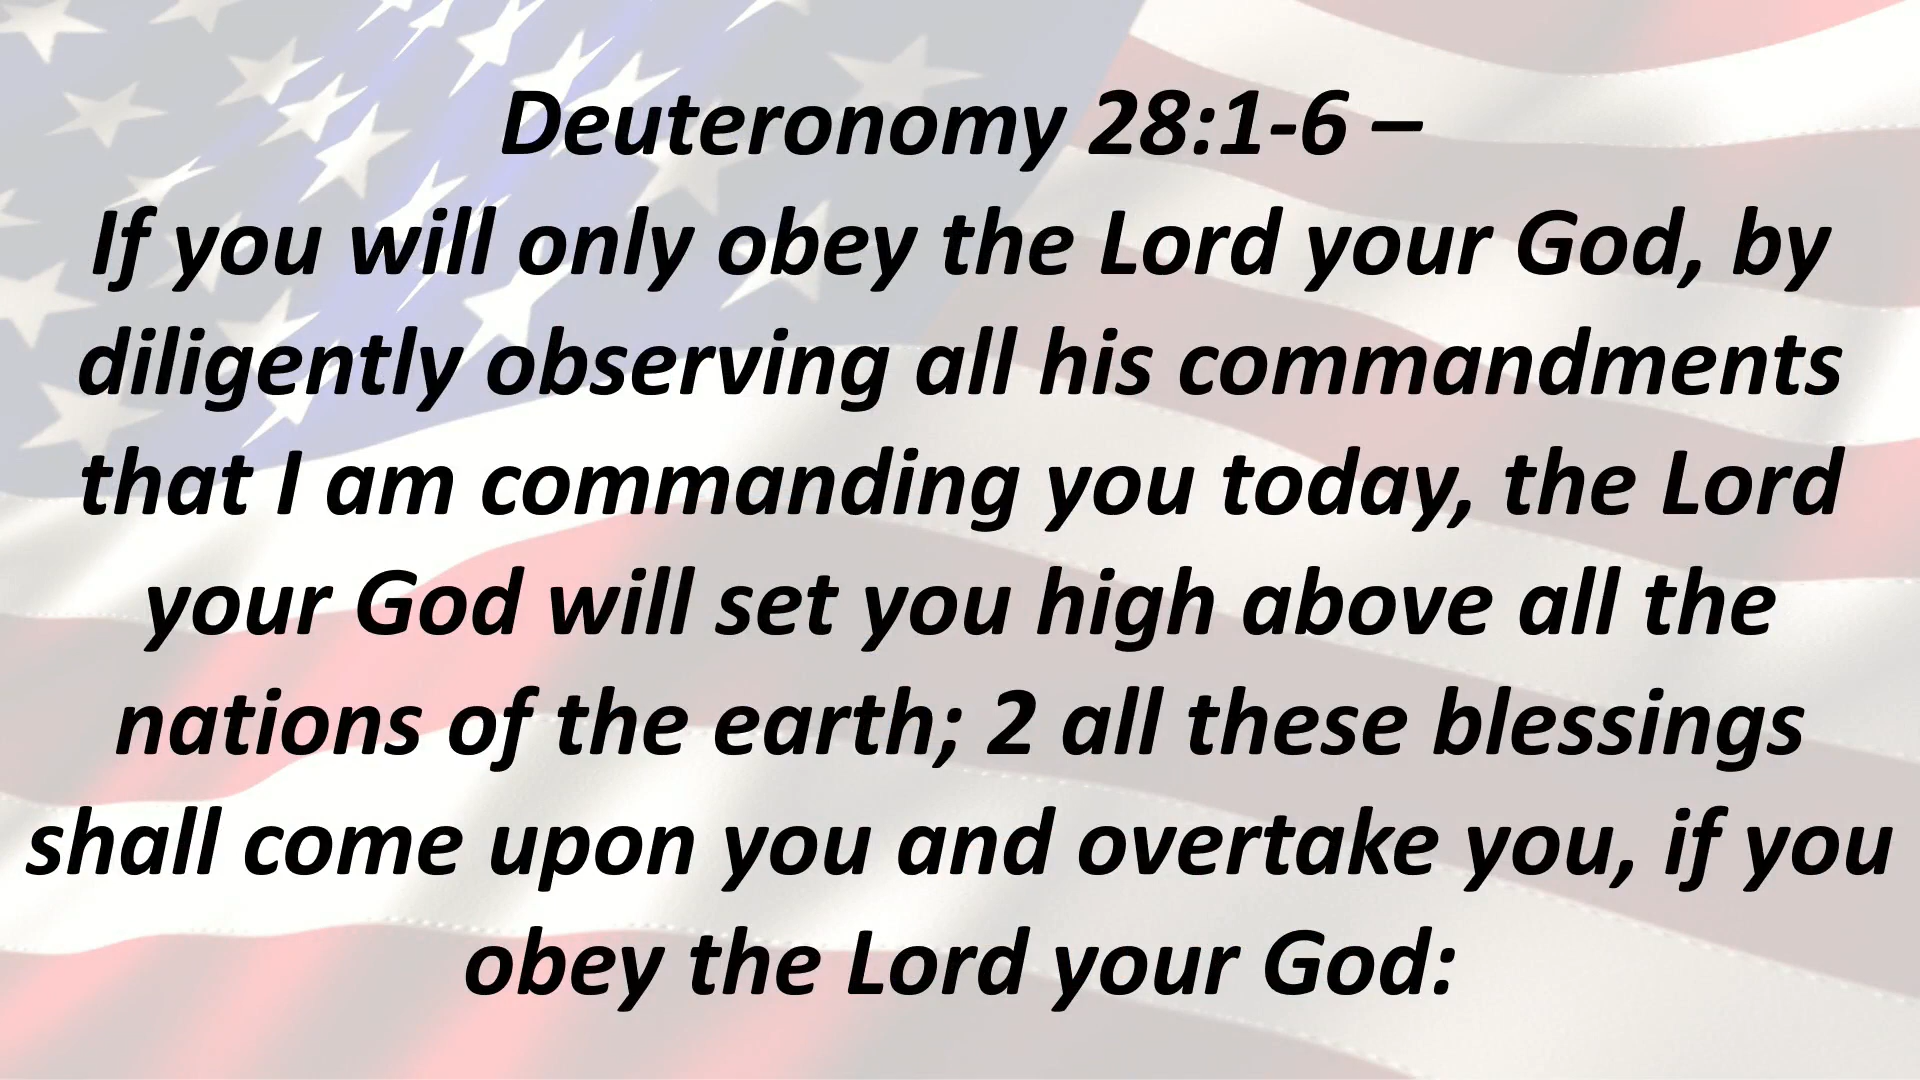 Deuteronomy 28:1-6 –
If you will only obey the Lord your God, by
diligently observing all his commandments
that I am commanding you today, the Lord
your God will set you high above all the
nations of the earth; 2 all these blessings
shall come upon you and overtake you, if you
obey the Lord your God: